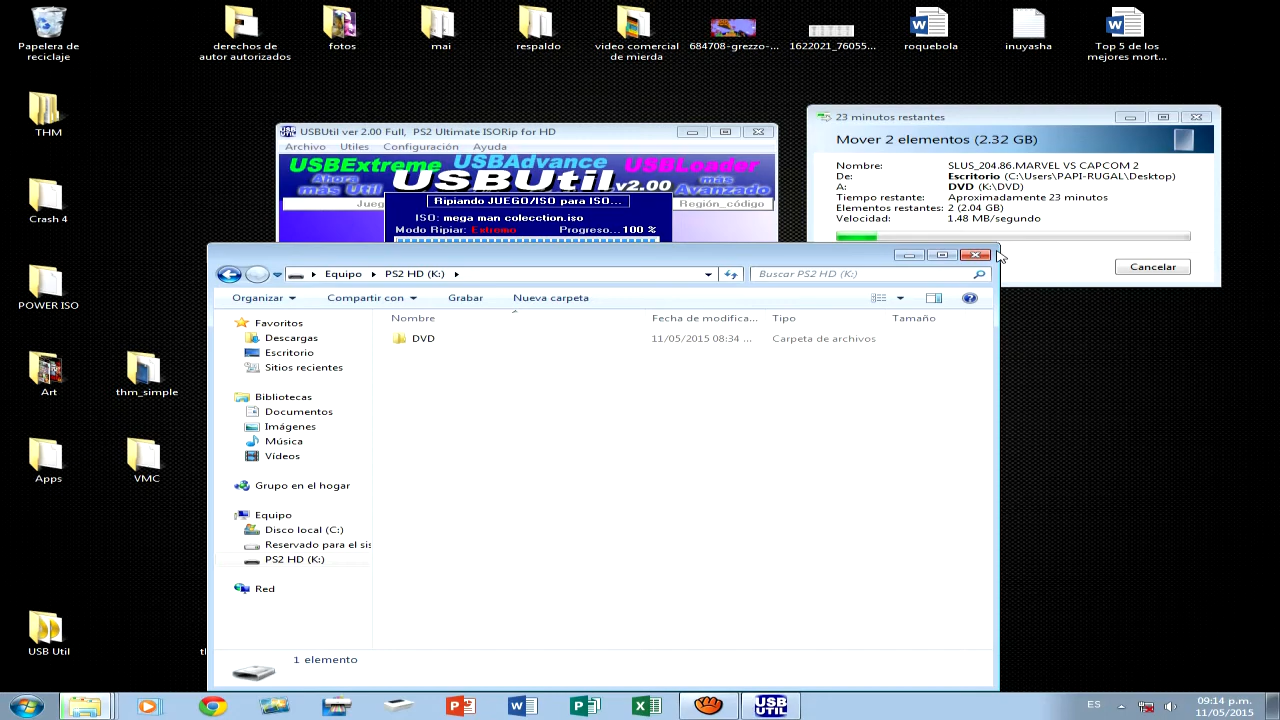 Papelera de
reciclaje
derechos de
autor autorizados
fotos
mai
respaldo
video comercial
de mierda
684708-grezzo-...
1622021_76055...
roquebola
inuyasha
Top 5 de los
mejores mort...
THM
Crash 4
POWER ISO
Art
thm_simple
Apps
VMC
USB Util
USBUtil ver 2.00 Full, PS2 Ultimate ISORip for HD
Archivo Utiles Configuración Ayuda
USBExtreme USBAdvance USBLoader
Ahora
más Util
USBUtil v2.00
más
Avanzado
Región_código
Ripiando JUEGO/ISO para ISO...
ISO: mega man colecction.iso
Modo Ripiar: Extremo Progreso... 100 %
23 minutos restantes
Mover 2 elementos (2.32 GB)
Nombre: SLUS_204.86.MARVEL VS CAPCOM 2
De: Escritorio (C:\Users\PAPI-RUGAL\Desktop)
A: DVD (K:\DVD)
Tiempo restante: Aproximadamente 23 minutos
Elementos restantes: 2 (2.04 GB)
Velocidad: 1.48 MB/segundo
Cancelar
Equipo PS2 HD (K:)
Buscar PS2 HD (K:)
Organizar Compartir con Grabar Nueva carpeta
Nombre Fecha de modifica... Tipo Tamaño
DVD 11/05/2015 08:34 ... Carpeta de archivos
Favoritos
Descargas
Escritorio
Sitios recientes
Bibliotecas
Documentos
Imágenes
Música
Vídeos
Grupo en el hogar
Equipo
Disco local (C:)
Reservado para el sis
PS2 HD (K:)
Red
1 elemento
ES
09:14 p.m.
11/05/2015
USB
UTIL